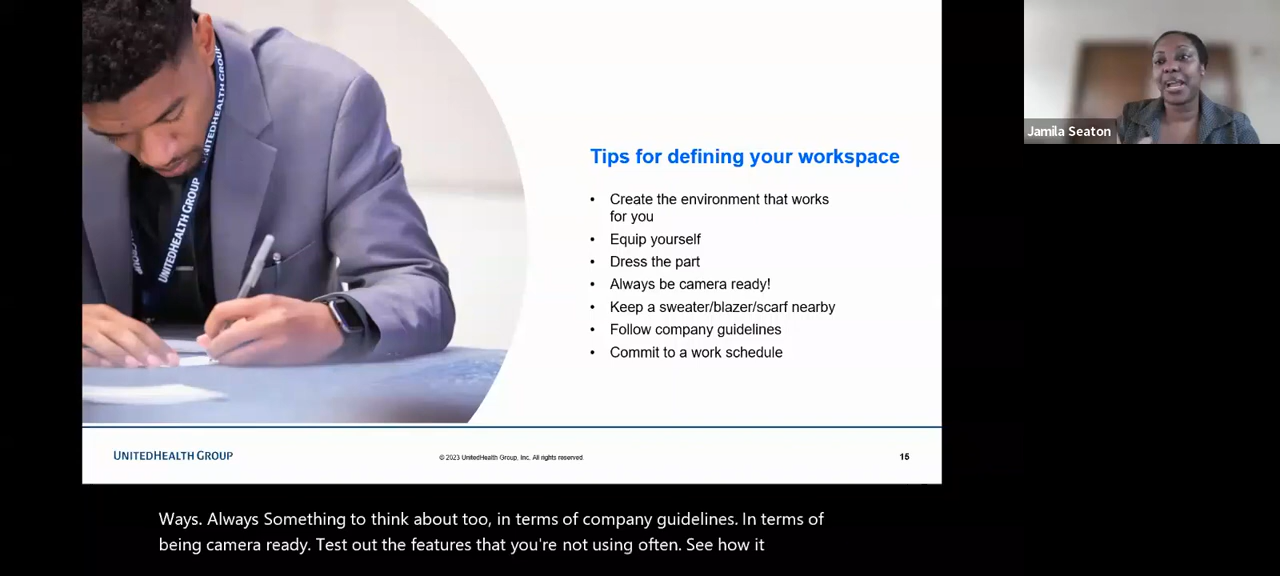 UNITEDHEALTH GROUP
UNITEDHEALTH GROUP
Jamila Seaton
Tips for defining your workspace
• Create the environment that works
for you
• Equip yourself
• Dress the part
• Always be camera ready!
• Keep a sweater/blazer/scarf nearby
• Follow company guidelines
• Commit to a work schedule
UNITEDHEALTH GROUP
© 2023 UnitedHealth Group, Inc. All rights reserved.
15
Ways. Always Something to think about too, in terms of company guidelines. In terms of
being camera ready. Test out the features that you're not using often. See how it